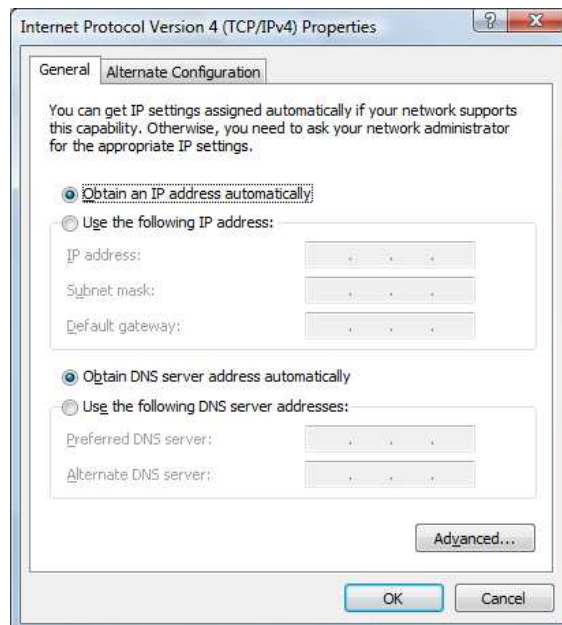 Internet Protocol Version 4 (TCP/IPv4) Properties
General
Alternate Configuration
You can get IP settings assigned automatically if your network supports
this capability. Otherwise, you need to ask your network administrator
for the appropriate IP settings.
Obtain an IP address automatically
Use the following IP address:
IP address:
Subnet mask:
Default gateway:
Obtain DNS server address automatically
Use the following DNS server addresses:
Preferred DNS server:
Alternate DNS server:
Advanced...
OK
Cancel